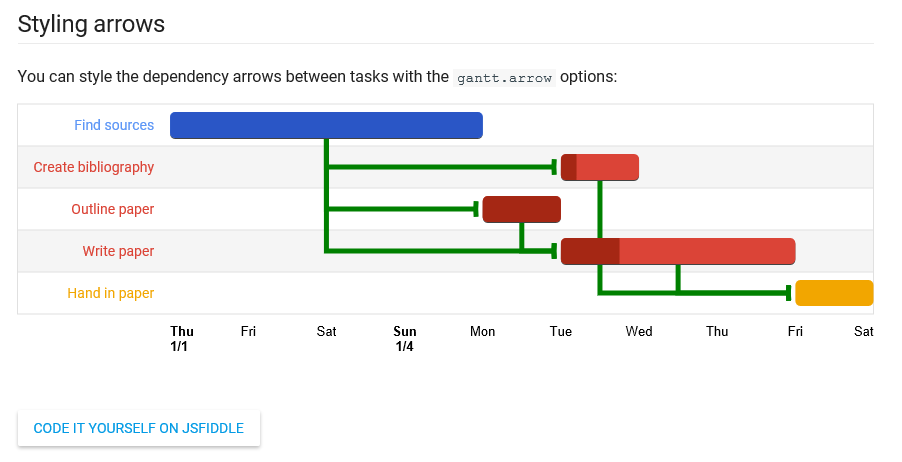 Styling arrows
You can style the dependency arrows between tasks with the gantt.arrow options:
Find sources
Create bibliography
Outline paper
Write paper
Hand in paper
Thu Fri Sat Sun Mon Tue Wed Thu Fri Sat
1/1 1/4
CODE IT YOURSELF ON JSFIDDLE